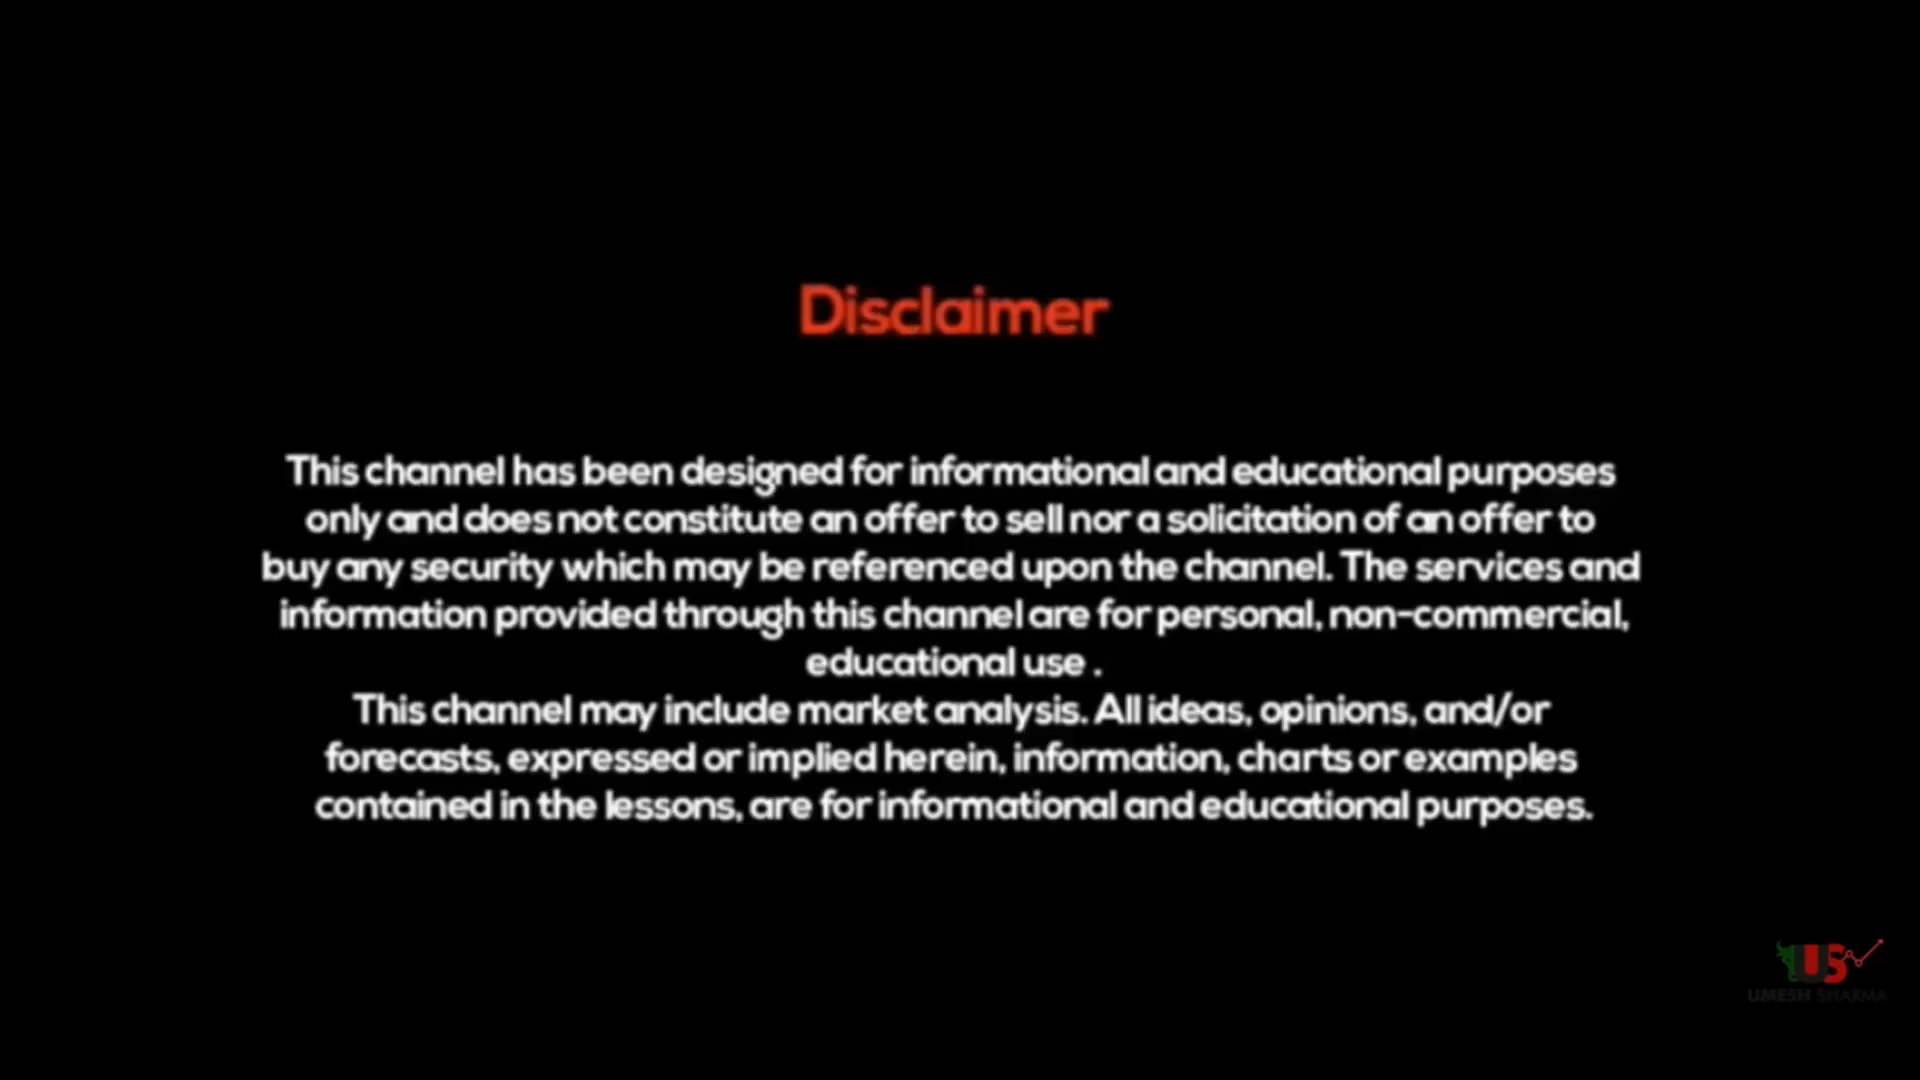 Disclaimer
This channel has been designed for informational and educational purposes
only and does not constitute an offer to sell nor a solicitation of an offer to
buy any security which may be referenced upon the channel. The services and
information provided through this channel are for personal, non-commercial,
educational use .
This channel may include market analysis. All ideas, opinions, and/or
forecasts, expressed or implied herein, information, charts or examples
contained in the lessons, are for informational and educational purposes.
US
UMESH SHARMA